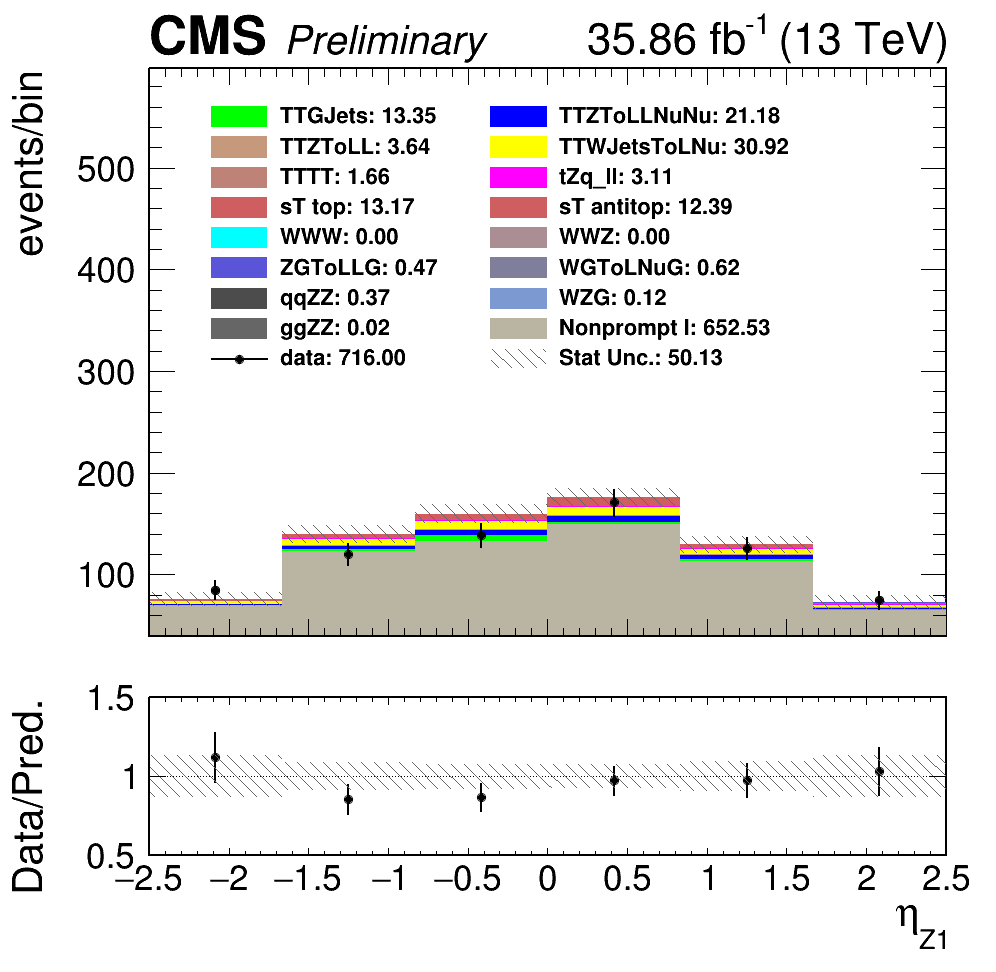 CMS Preliminary 35.86 fb-1 (13 TeV)
events/bin
TTGJets: 13.35 TTZToLLNuNu: 21.18
TTZToLL: 3.64 TTWJetsToLNu: 30.92
TTTT: 1.66 tZq_ll: 3.11
sT top: 13.17 sT antitop: 12.39
WWW: 0.00 WWZ: 0.00
ZGToLLG: 0.47 WGToLNuG: 0.62
qqZZ: 0.37 WZG: 0.12
ggZZ: 0.02 Nonprompt l: 652.53
data: 716.00 Stat Unc.: 50.13
500
400
300
200
100
Data/Pred.
1.5
1
0.5
−2.5 −2 −1.5 −1 −0.5 0 0.5 1 1.5 2 2.5
ηZ1